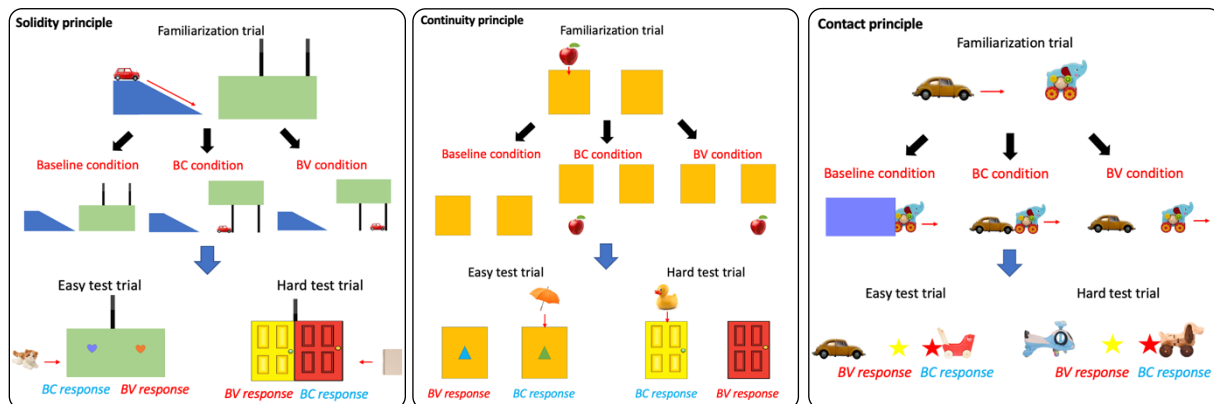 Solidity principle
Familiarization trial
Baseline condition
BC condition
BV condition
Easy test trial
Hard test trial
BC response
BV response
BV response
BC response
Continuity principle
Familiarization trial
Baseline condition
BC condition
BV condition
Easy test trial
Hard test trial
BV response
BC response
BC response
BV response
Contact principle
Familiarization trial
Baseline condition
BC condition
BV condition
Easy test trial
Hard test trial
BV response
BC response
BV response
BC response